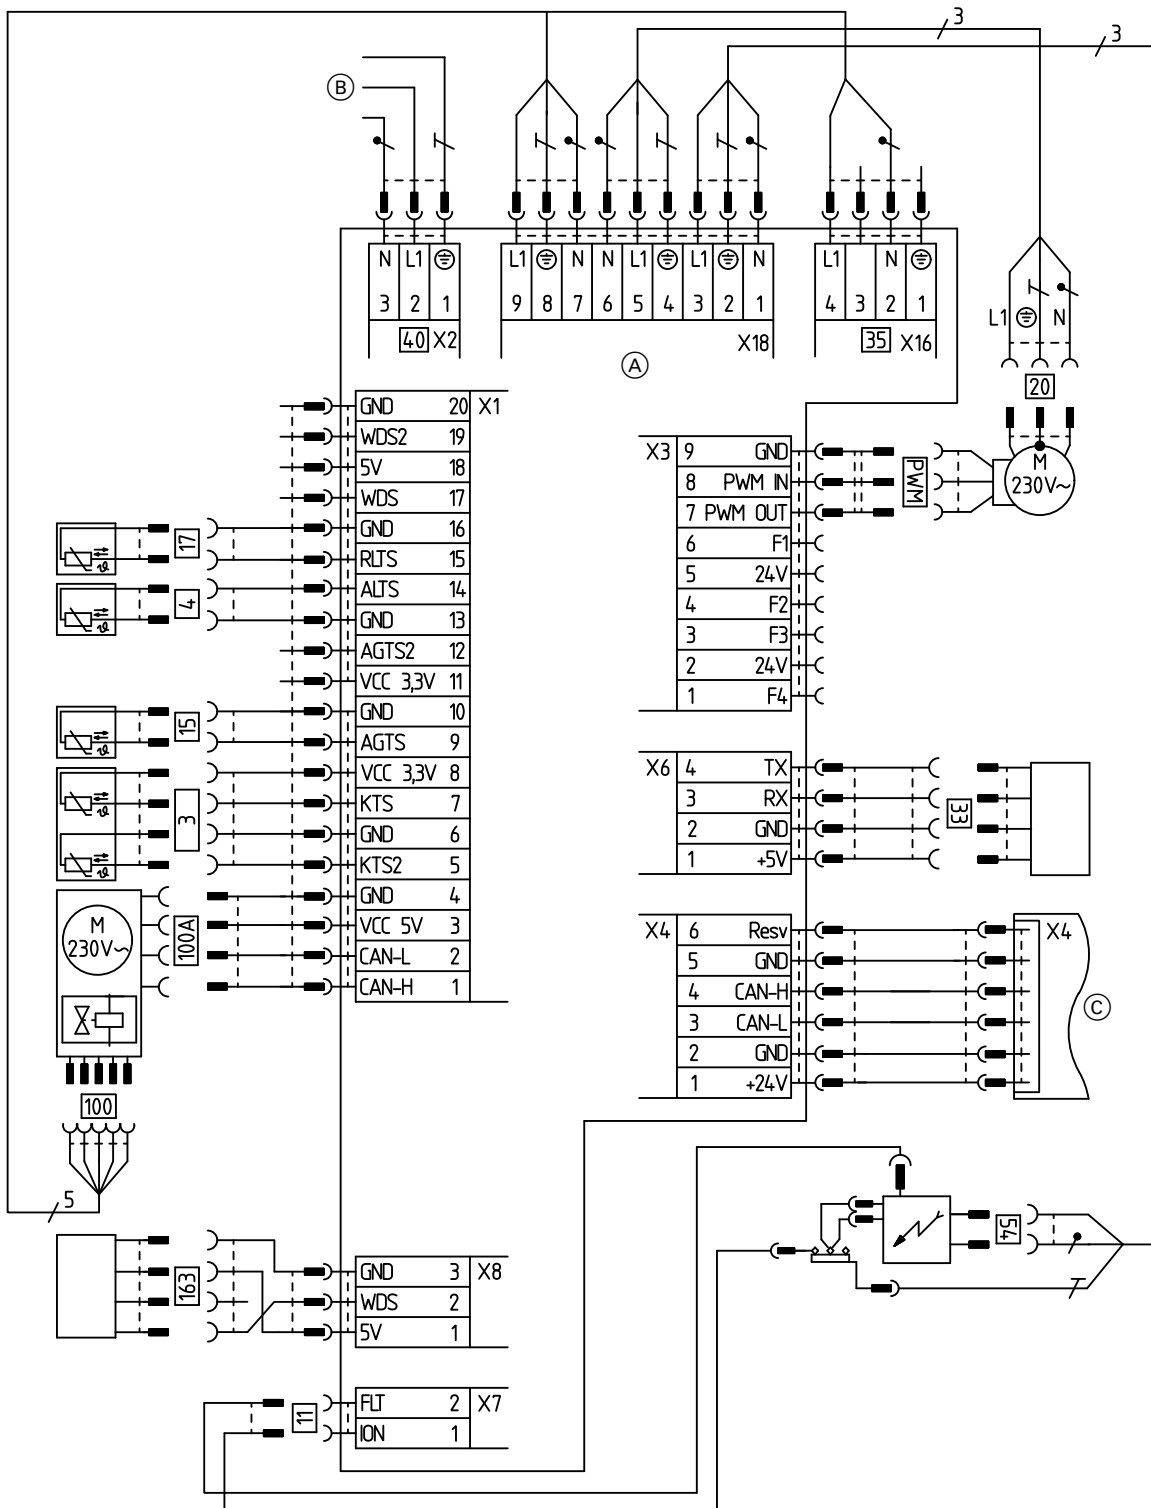 3
3
B
N L1 N L1 N L1 N N L1 L1 N
3 2 1 9 8 7 6 5 4 3 2 1 4 3 2 1
40 X2 X18 35 X16
A
L1 N
20
M
230V~
GND 20 X1
WDS2 19
5V 18
WDS 17
GND 16
RLTS 15
ALTS 14
GND 13
AGTS2 12
VCC 3,3V 11
GND 10
AGTS 9
VCC 3,3V 8
KTS 7
GND 6
KTS2 5
GND 4
VCC 5V 3
CAN-L 2
CAN-H 1
17
ϑ
4
ϑ
15
ϑ
3
ϑ
ϑ
100A
M
230V~
100
5
X3 9 GND
8 PWM IN
7 PWM OUT
6 F1
5 24V
4 F2
3 F3
2 24V
1 F4
PWM
X6 4 TX
3 RX
2 GND
1 +5V
33
X4 6 Resv
5 GND
4 CAN-H
3 CAN-L
2 GND
1 +24V
X4
C
54
163
GND 3 X8
WDS 2
5V 1
11
FLT 2 X7
ION 1